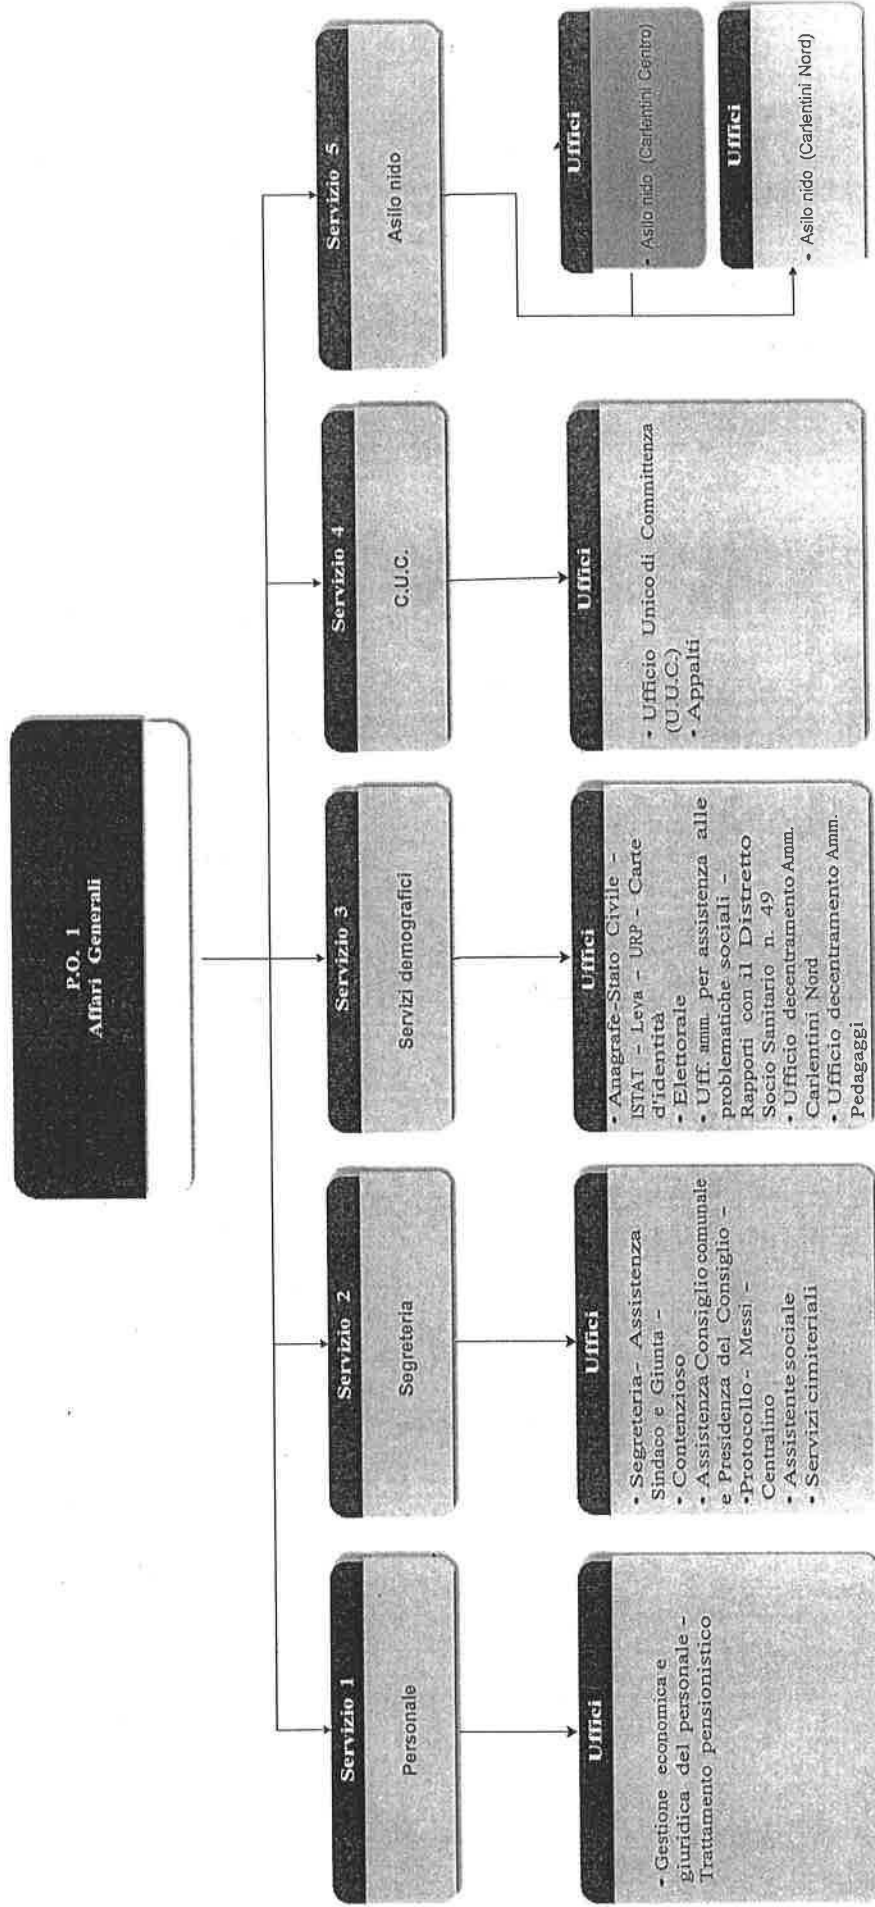 P.O. 1
Affari Generali
Servizio 1
Personale
Uffici
• Gestione economica e
giuridica del personale –
Trattamento pensionistico
Servizio 2
Segreteria
Uffici
• Segreteria – Assistenza
Sindaco e Giunta –
• Contenzioso
• Assistenza Consiglio comunale
e Presidenza del Consiglio –
•Protocollo – Messi –
Centralino
• Assistente sociale
• Servizi cimiteriali
Servizio 3
Servizi demografici
Uffici
• Anagrafe–Stato Civile –
ISTAT – Leva – URP – Carte
d'identità
• Elettorale
• Uff. amm. per assistenza alle
problematiche sociali –
Rapporti con il Distretto
Socio Sanitario n. 49
• Ufficio decentramento Amm.
Carlentini Nord
• Ufficio decentramento Amm.
Pedagaggi
Servizio 4
C.U.C.
Uffici
• Ufficio Unico di Committenza
(U.U.C.)
• Appalti
Servizio 5
Asilo nido
Uffici
• Asilo nido (Carlentini Centro)
Uffici
• Asilo nido (Carlentini Nord)